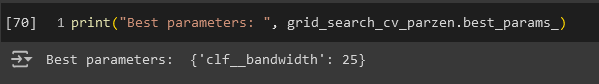 [70] 1 print("Best parameters: ", grid_search_cv_parzen.best_params_)
Best parameters:  {'clf__bandwidth': 25}